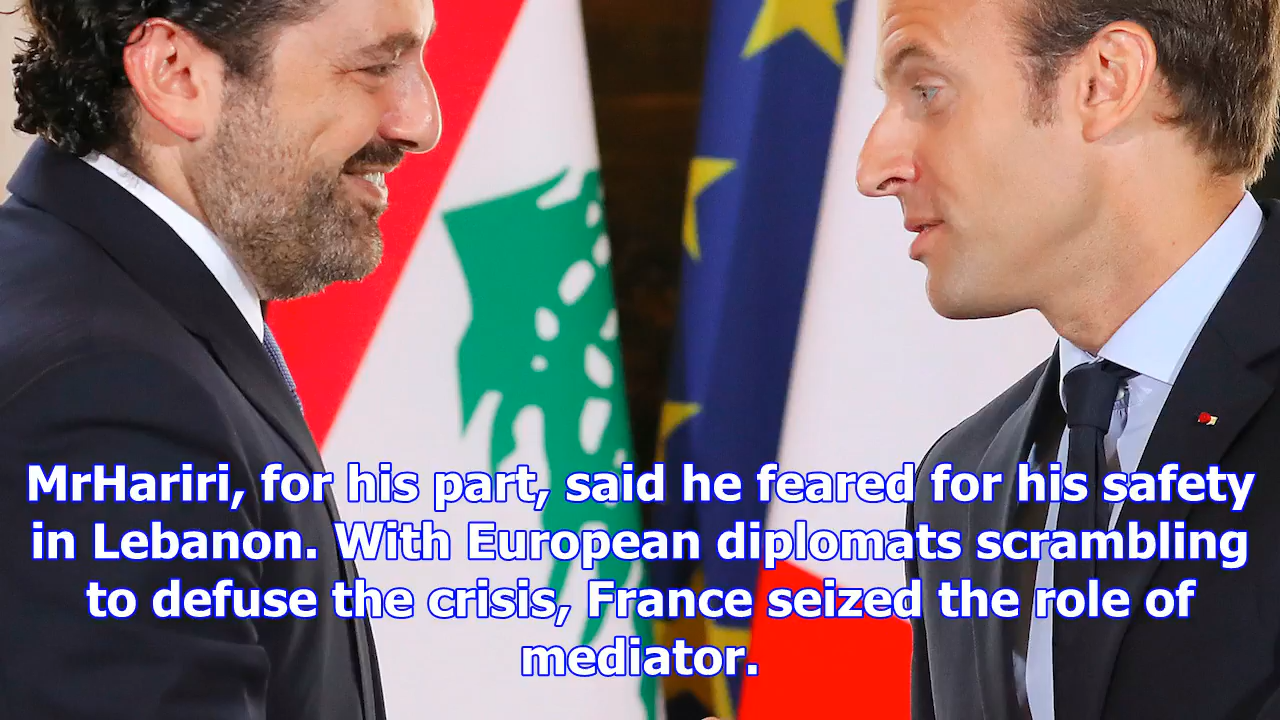 MrHariri, for his part, said he feared for his safety
in Lebanon. With European diplomats scrambling
to defuse the crisis, France seized the role of
mediator.